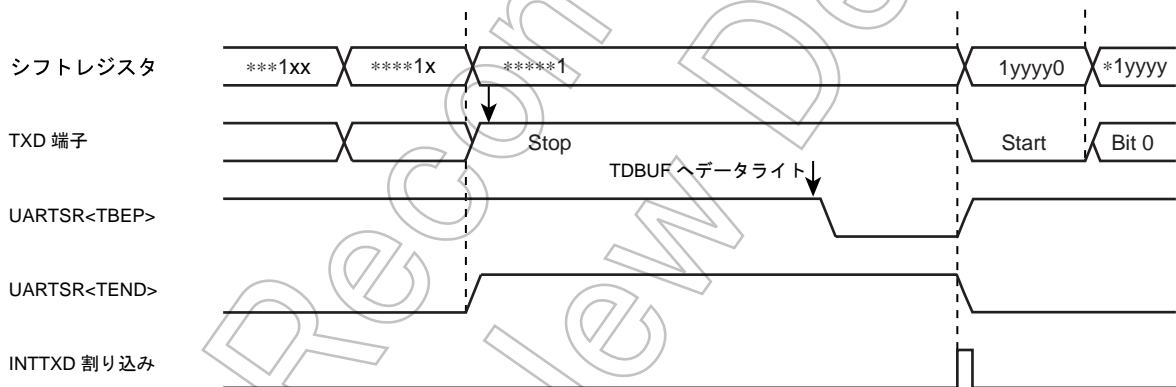 シフトレジスタ ***1xx ****1x *****1 1yyyy0 *1yyyy
TXD 端子 Stop Start Bit 0
TDBUF へデータライト
UARTSR<TBEP>
UARTSR<TEND>
INTTXD 割り込み